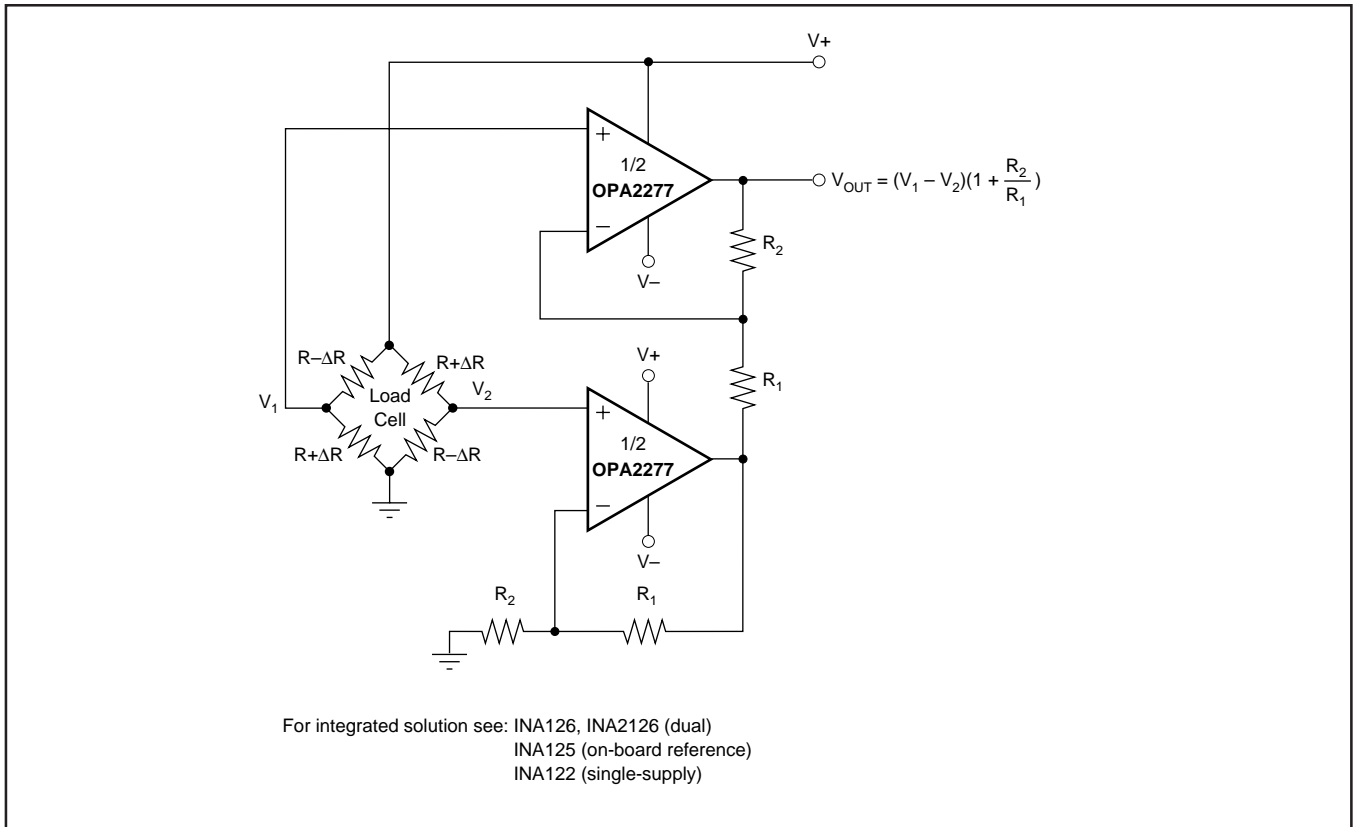 V+
+
1/2
OPA2277
–
V–
V_OUT = (V_1 – V_2)(1 + R_2/R_1)
R_2
R–ΔR
R+ΔR
V_1
Load
Cell
V_2
R+ΔR
R–ΔR
V+
R_1
+
1/2
OPA2277
–
V–
R_2
R_1
For integrated solution see: INA126, INA2126 (dual)
INA125 (on-board reference)
INA122 (single-supply)